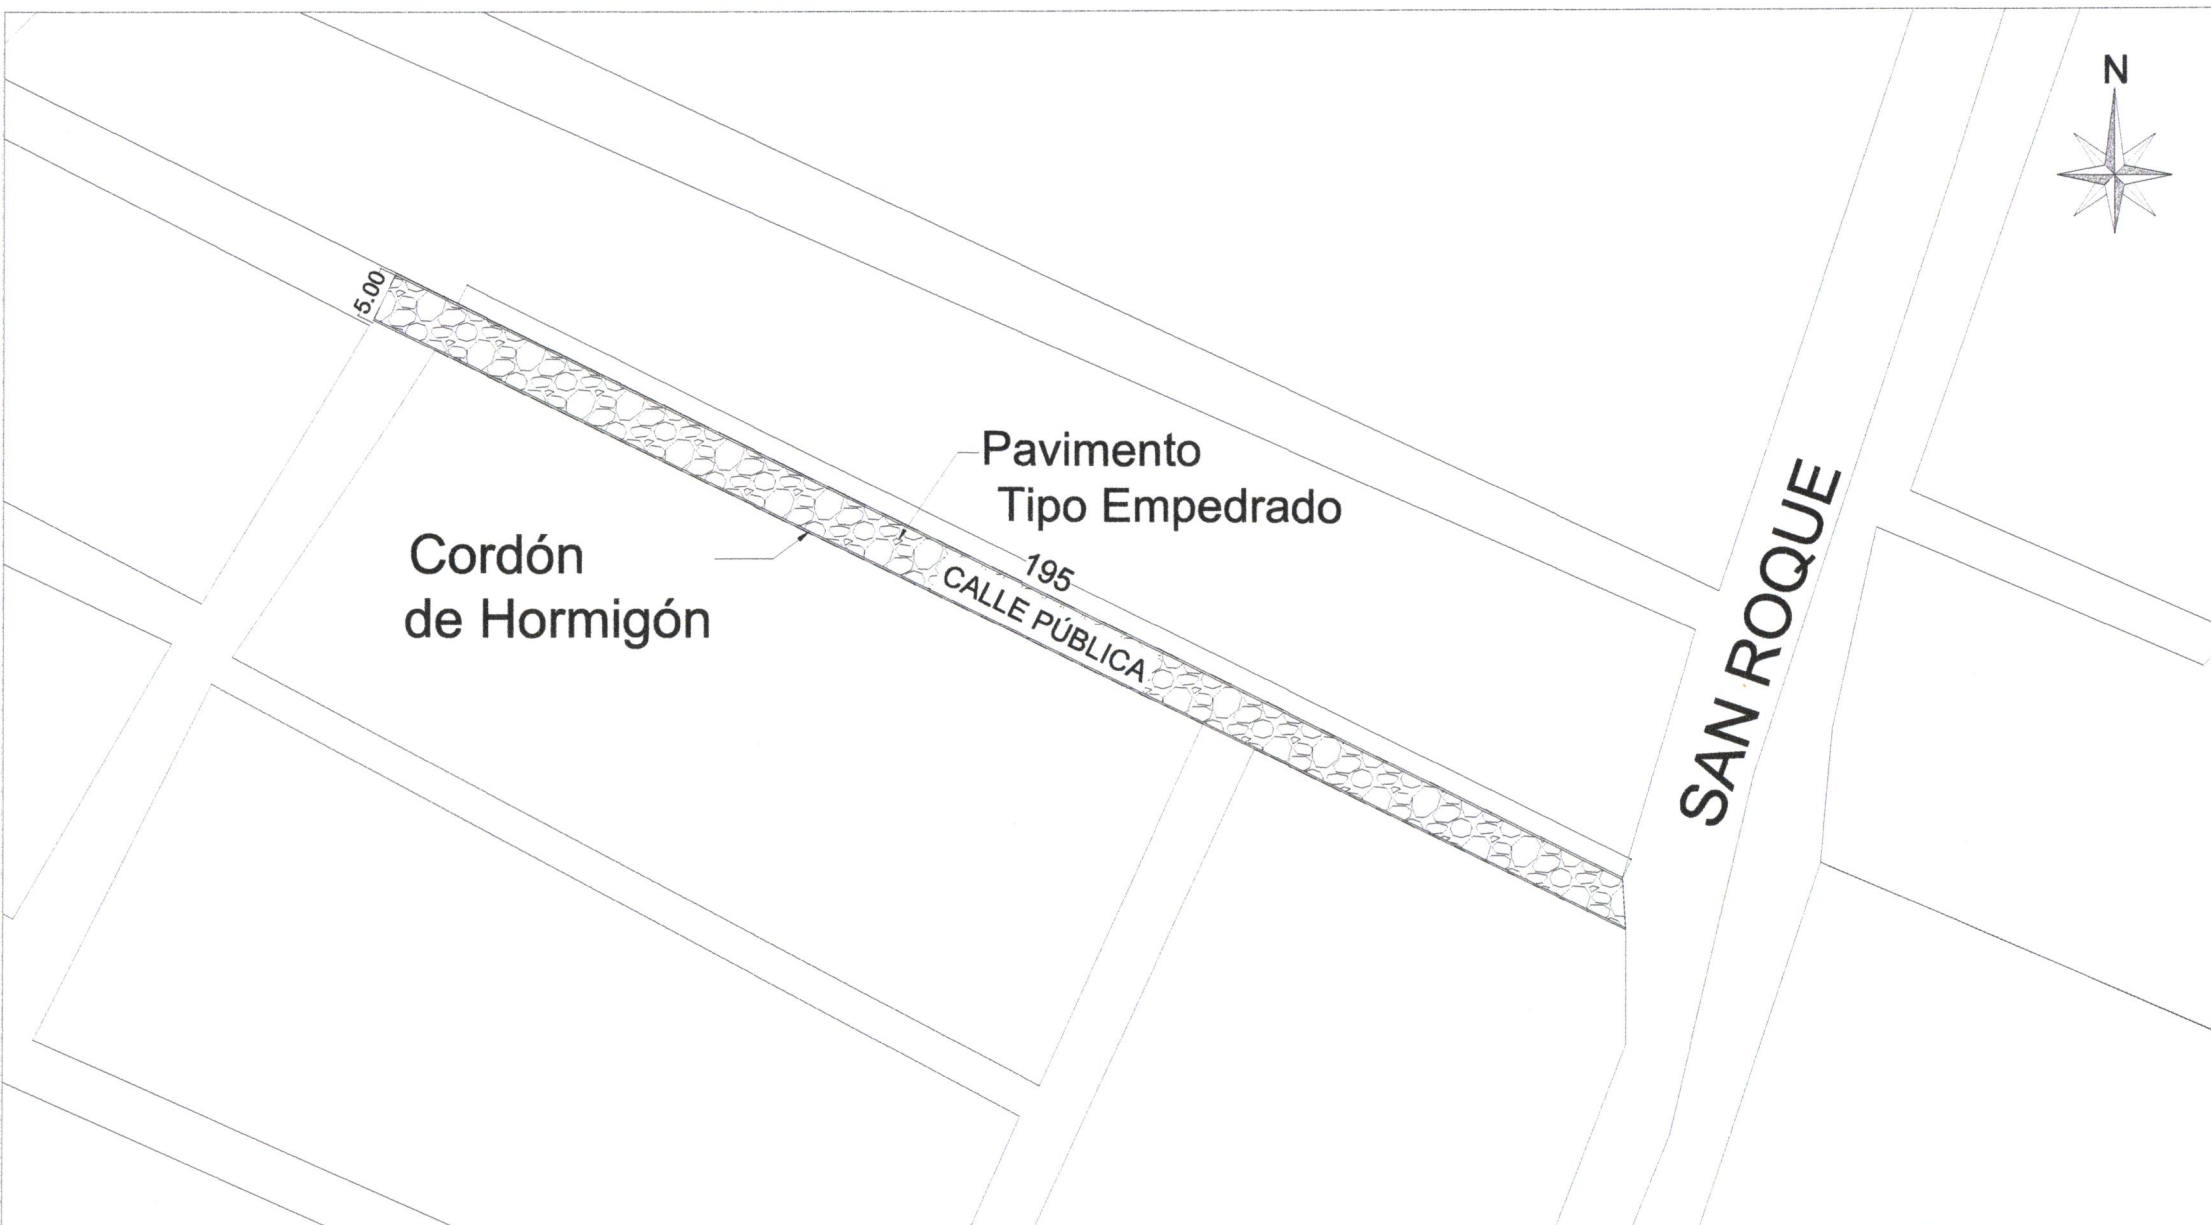 N
5.00
Pavimento
Tipo Empedrado
Cordón
de Hormigón
195
CALLE PÚBLICA
SAN ROQUE